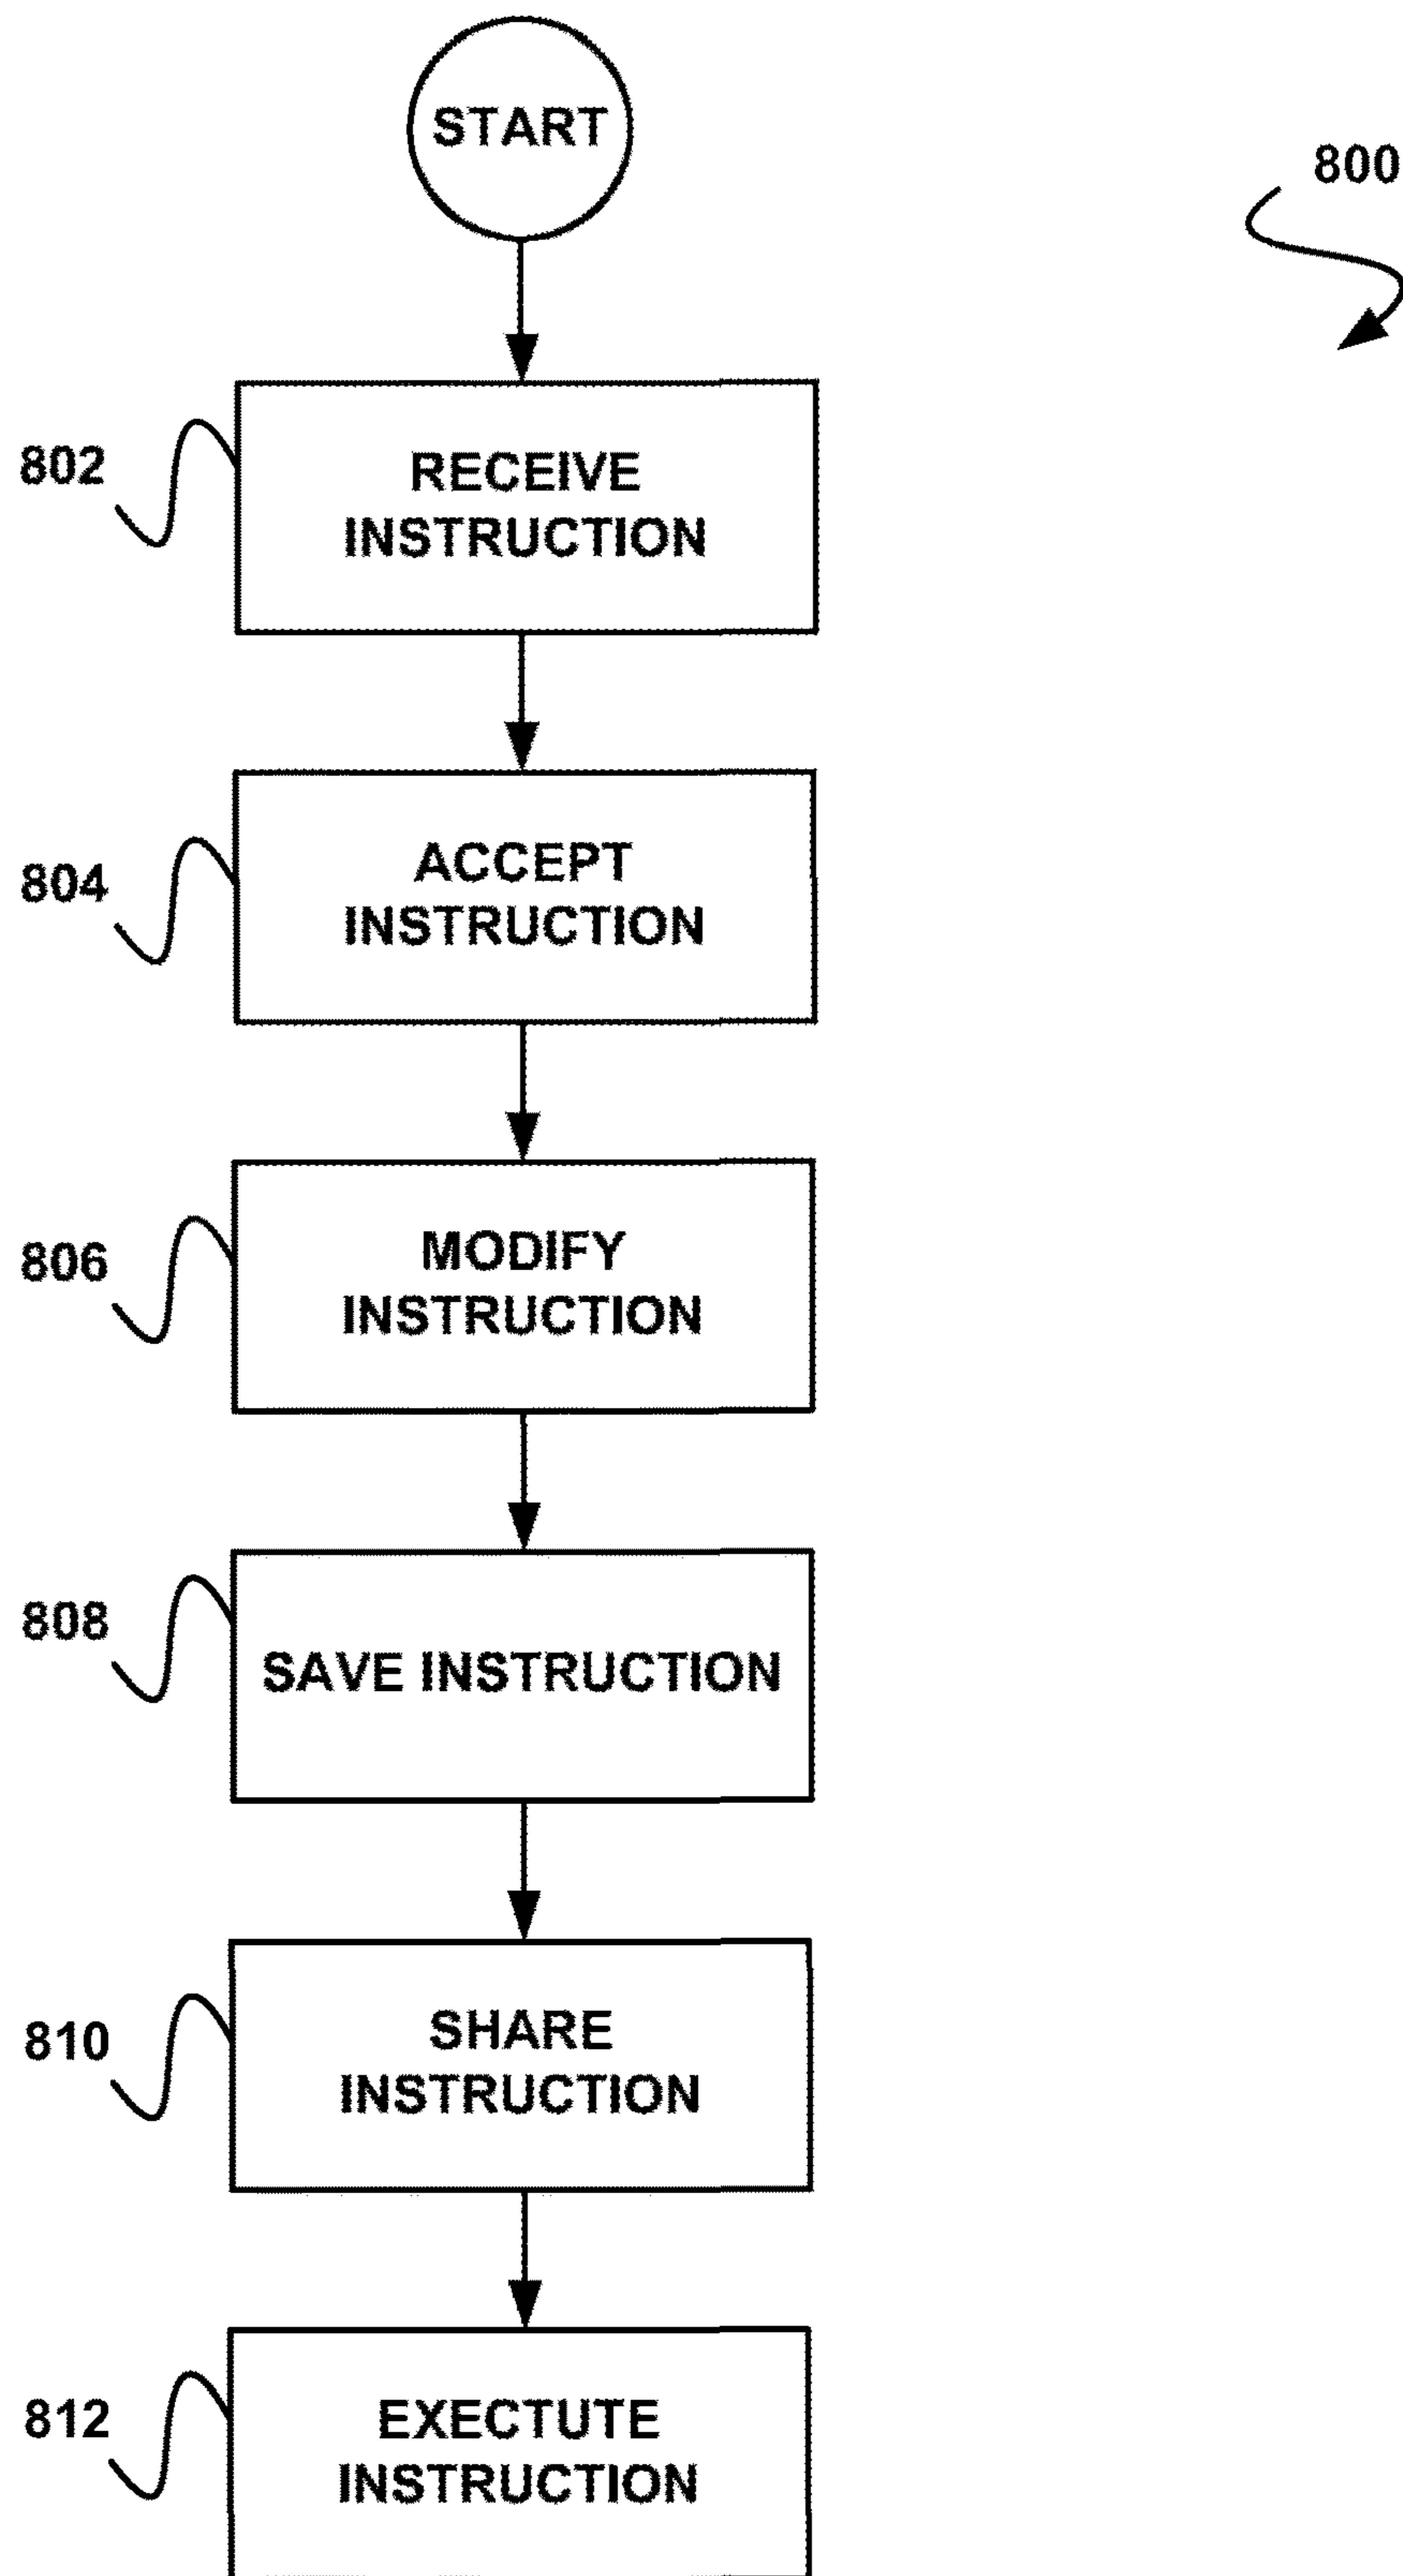 START
800
802
RECEIVE
INSTRUCTION
804
ACCEPT
INSTRUCTION
806
MODIFY
INSTRUCTION
808
SAVE INSTRUCTION
810
SHARE
INSTRUCTION
812
EXECTUTE
INSTRUCTION